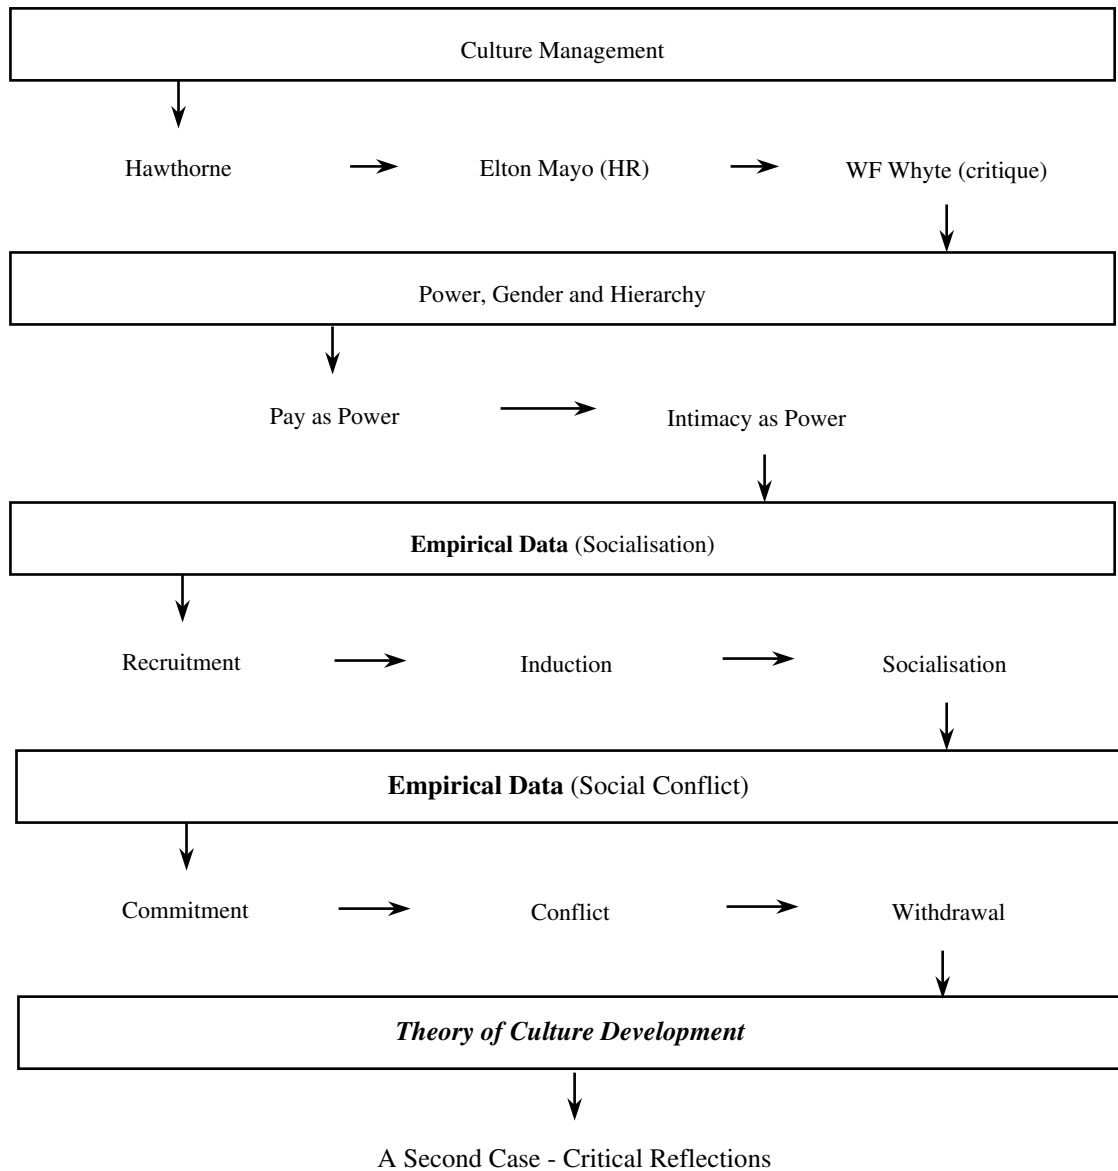 Culture Management
Hawthorne Elton Mayo (HR) WF Whyte (critique)
Power, Gender and Hierarchy
Pay as Power Intimacy as Power
Empirical Data (Socialisation)
Recruitment Induction Socialisation
Empirical Data (Social Conflict)
Commitment Conflict Withdrawal
Theory of Culture Development
A Second Case - Critical Reflections